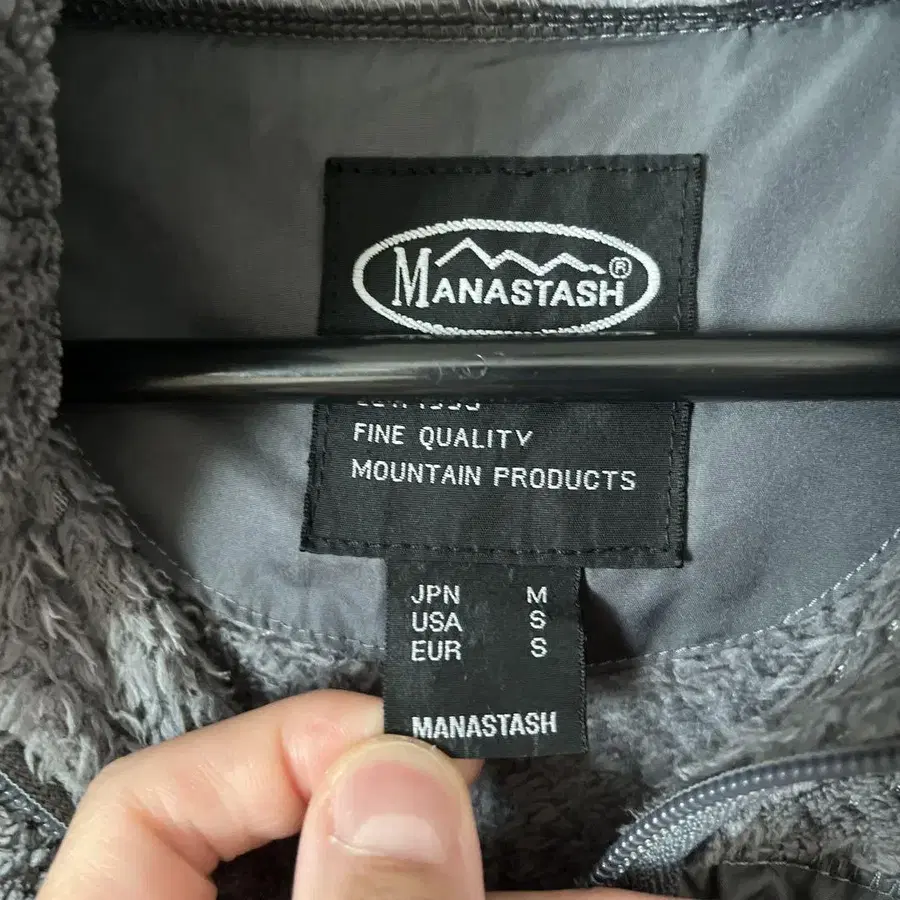 MANASTASH®
FINE QUALITY
MOUNTAIN PRODUCTS
JPN M
USA S
EUR S
MANASTASH